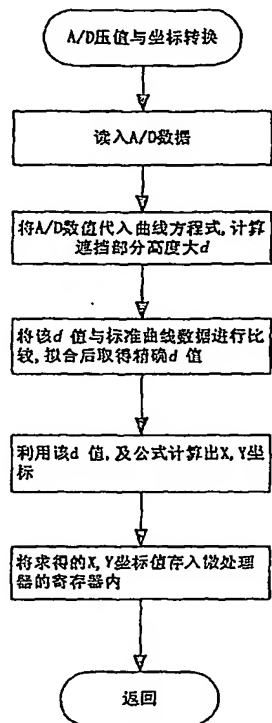 A/D压值与坐标转换
读入A/D数据
将A/D数值代入曲线方程式,计算
遮挡部分高度大d
将该d 值与标准曲线数据进行比
较,拟合后取得精确d 值
利用该d 值,及公式计算出X,Y坐
标
将求得的X,Y坐标值存入微处理
器的寄存器内
返回